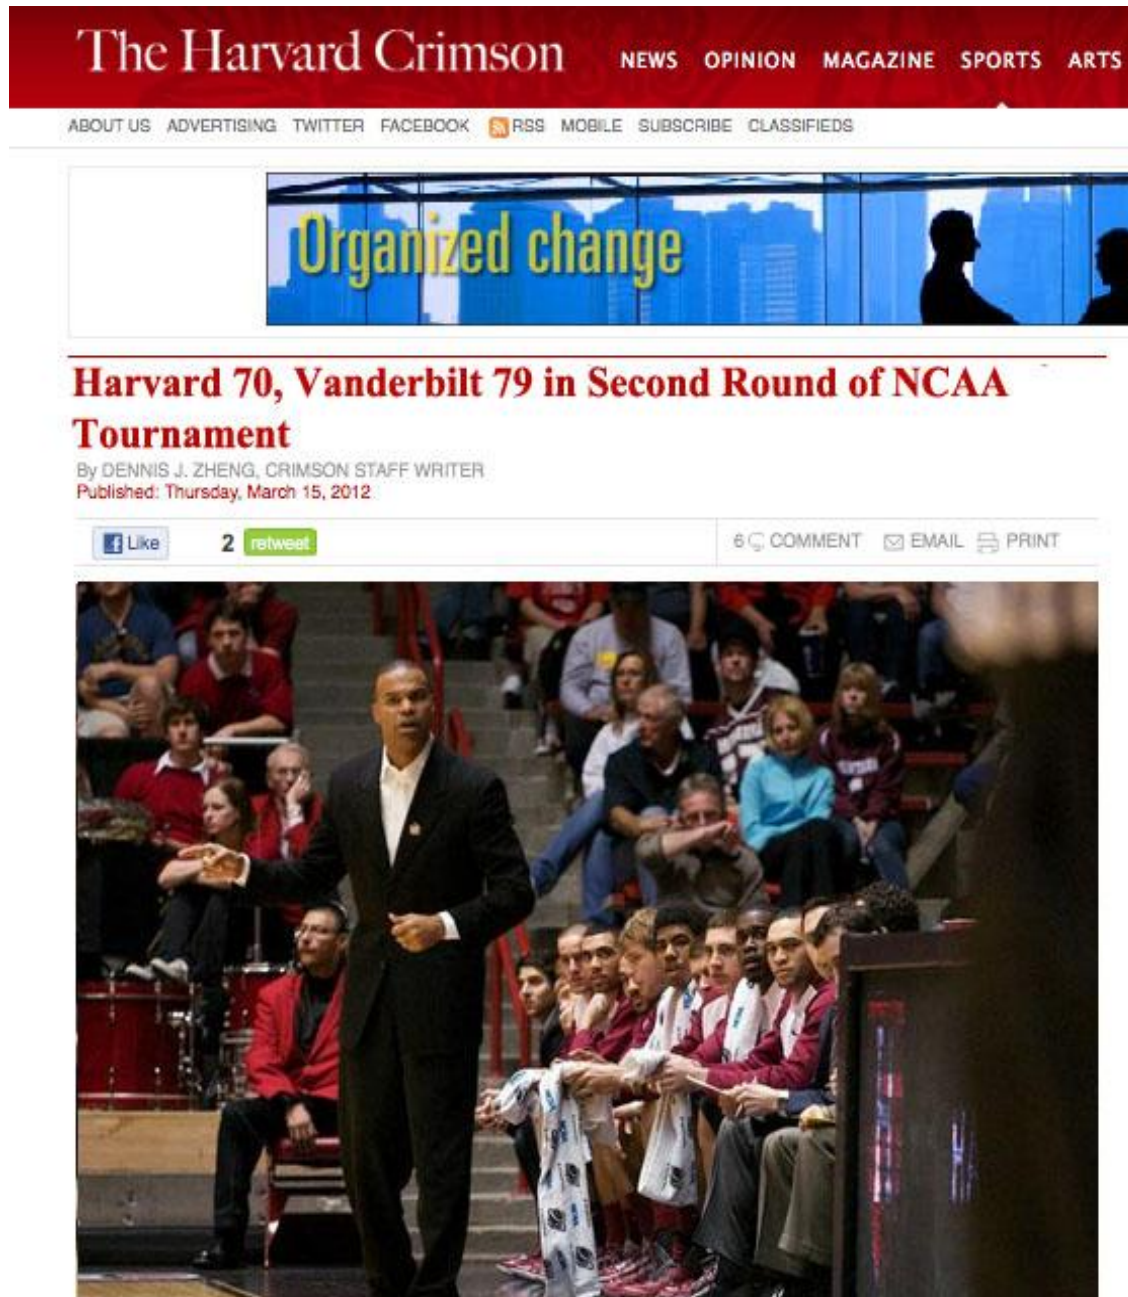 The Harvard Crimson NEWS OPINION MAGAZINE SPORTS ARTS
ABOUT US ADVERTISING TWITTER FACEBOOK RSS MOBILE SUBSCRIBE CLASSIFIEDS
Organized change
Harvard 70, Vanderbilt 79 in Second Round of NCAA
Tournament
By DENNIS J. ZHENG, CRIMSON STAFF WRITER
Published: Thursday, March 15, 2012
Like 2 retweet 6 COMMENT EMAIL PRINT